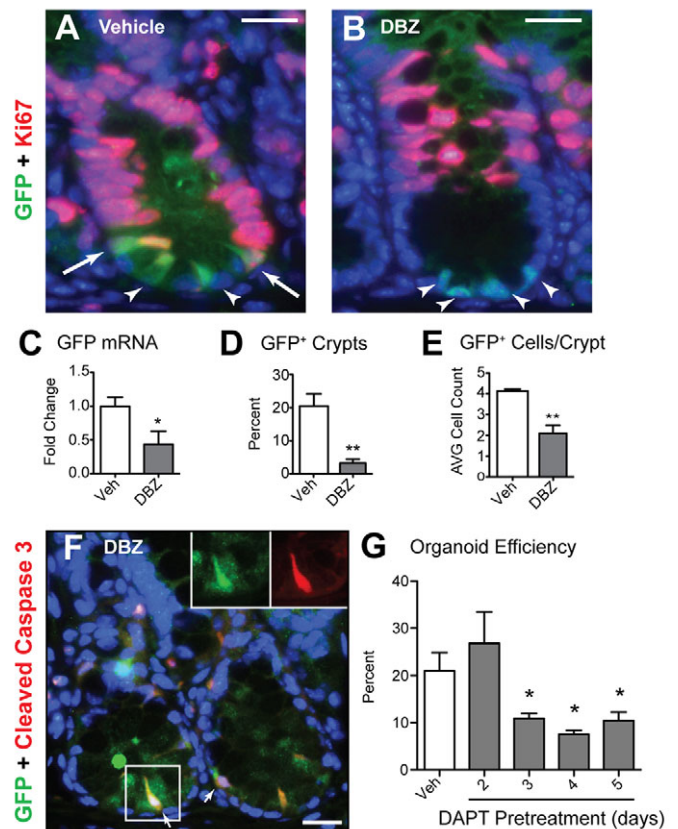 A Vehicle
B DBZ
GFP + Ki67
C GFP mRNA
Fold Change
1.5
1.0
0.5
0.0
*
Veh
DBZ
D GFP+ Crypts
Percent
30
20
10
0
**
Veh
DBZ
E GFP+ Cells/Crypt
AVG Cell Count
5
4
3
2
1
0
**
Veh
DBZ
GFP + Cleaved Caspase 3
F DBZ
G Organoid Efficiency
Percent
40
30
20
10
0
* * *
Veh 2 3 4 5
DAPT Pretreatment (days)